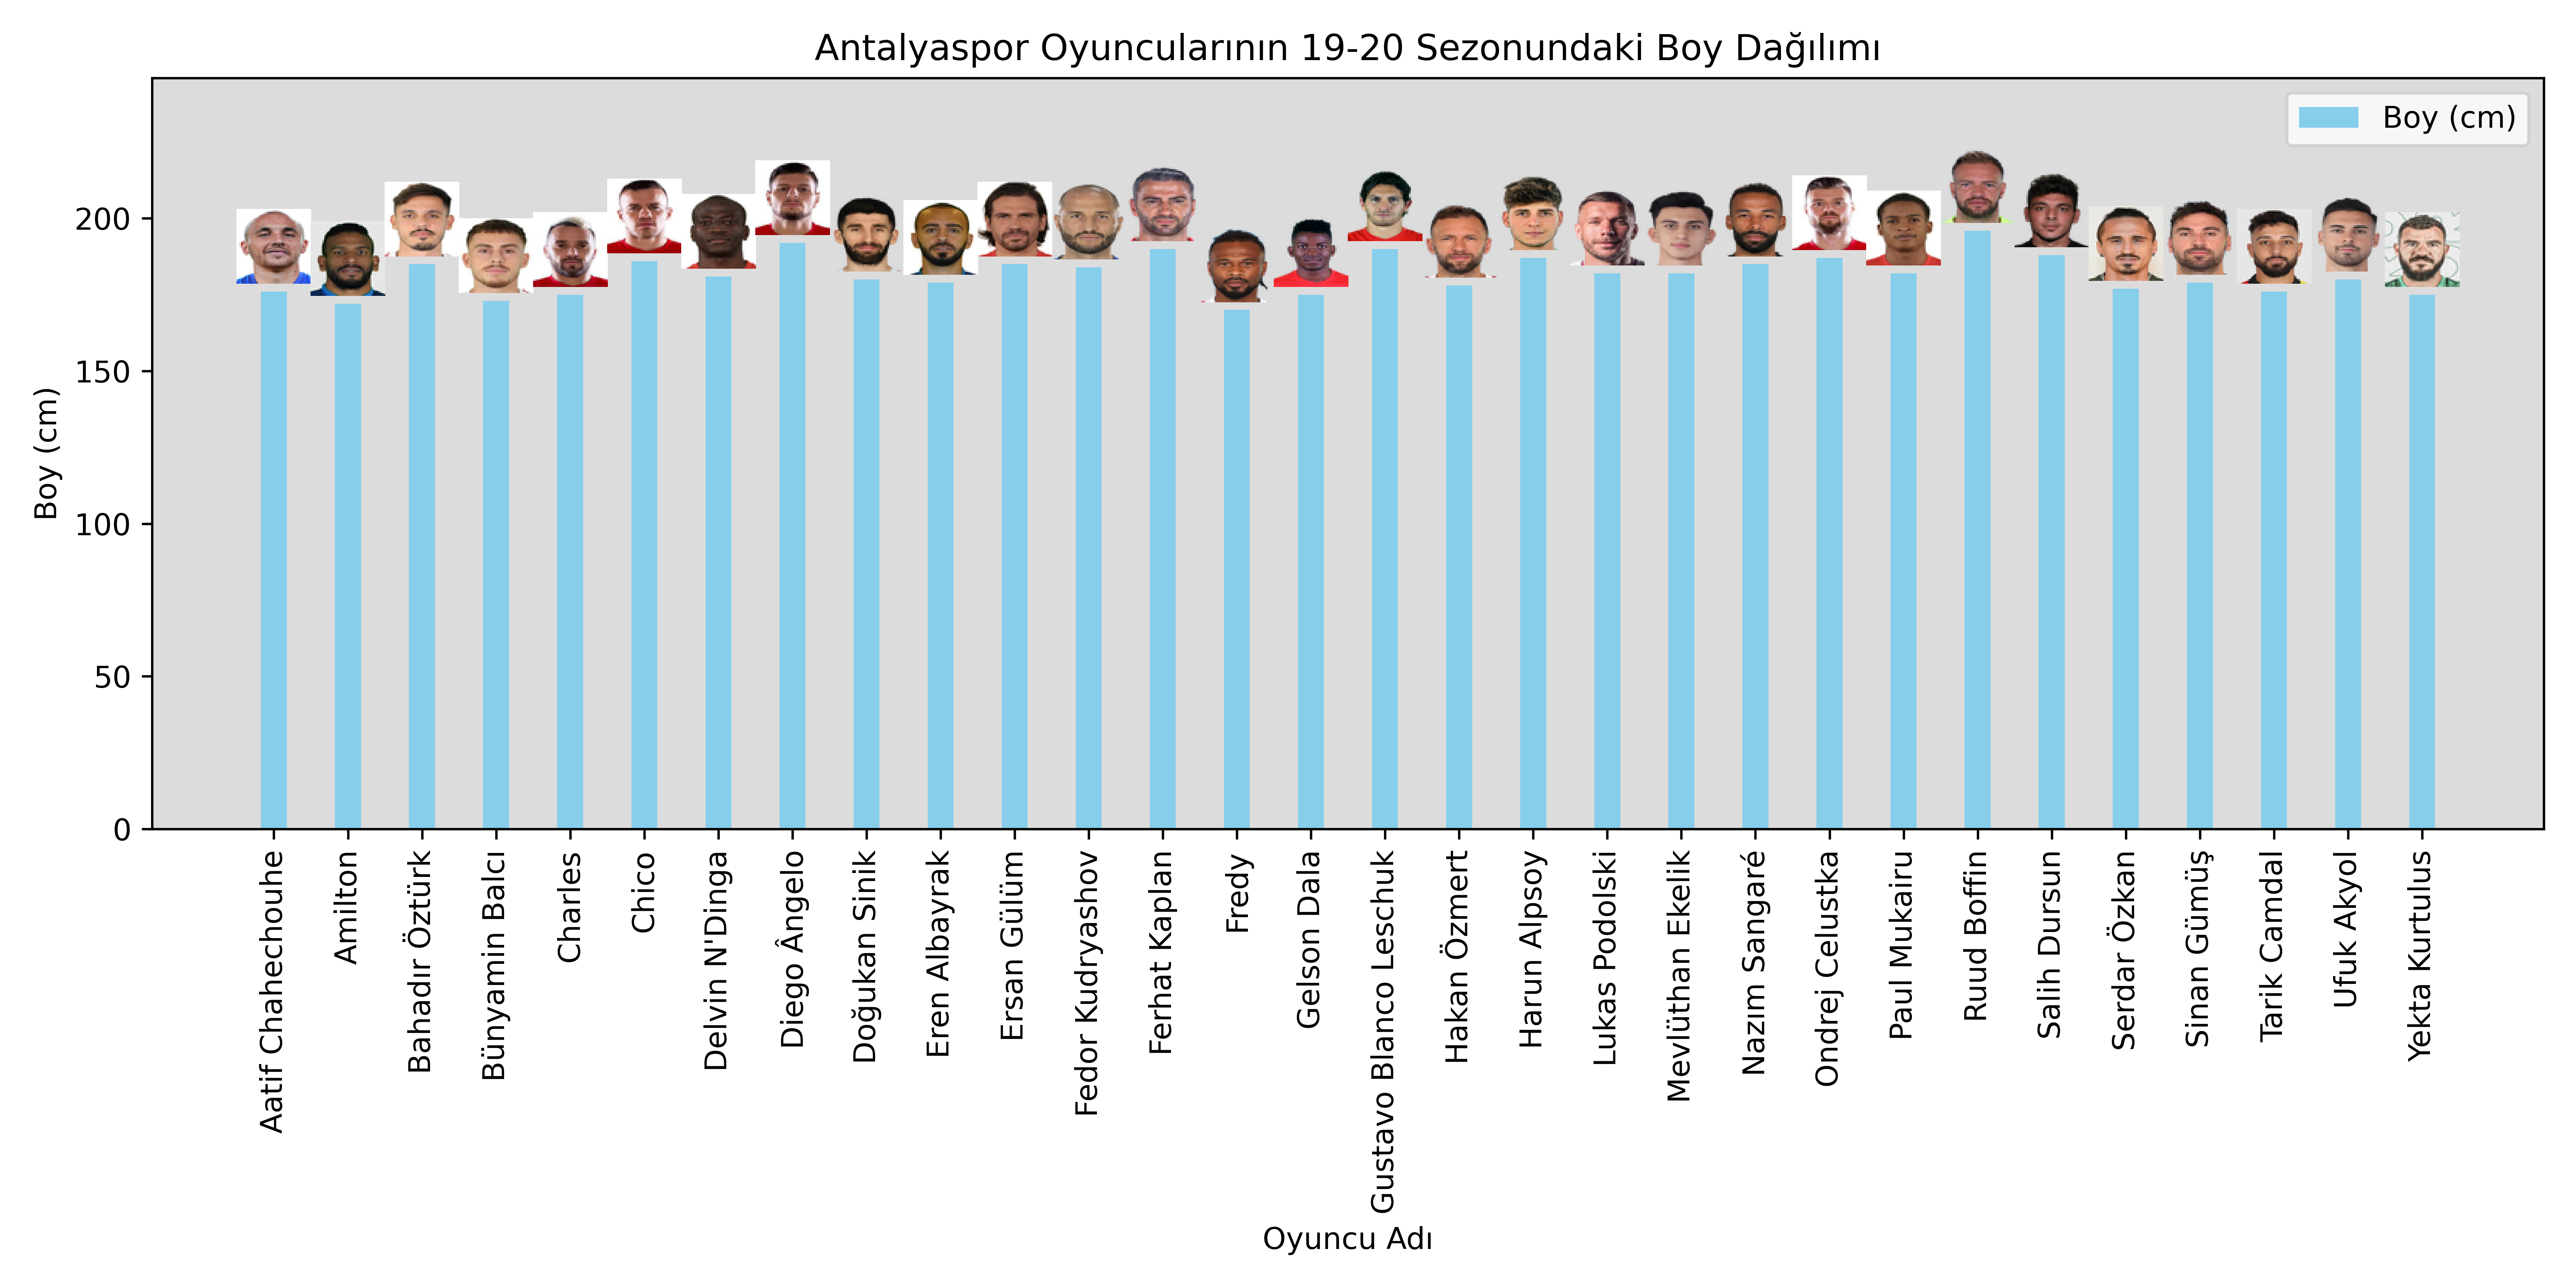 Antalyaspor Oyuncularının 19-20 Sezonundaki Boy Dağılımı
Boy (cm)
Boy (cm)
200
150
100
50
0
Aatif Chahechouhe
Amilton
Bahadır Öztürk
Bünyamin Balcı
Charles
Chico
Delvin N'Dinga
Diego Ângelo
Doğukan Sinik
Eren Albayrak
Ersan Gülüm
Fedor Kudryashov
Ferhat Kaplan
Fredy
Gelson Dala
Gustavo Blanco Leschuk
Hakan Özmert
Harun Alpsoy
Lukas Podolski
Mevlüthan Ekelik
Nazım Sangaré
Ondrej Celustka
Paul Mukairu
Ruud Boffin
Salih Dursun
Serdar Özkan
Sinan Gümüş
Tarik Camdal
Ufuk Akyol
Yekta Kurtulus
Oyuncu Adı